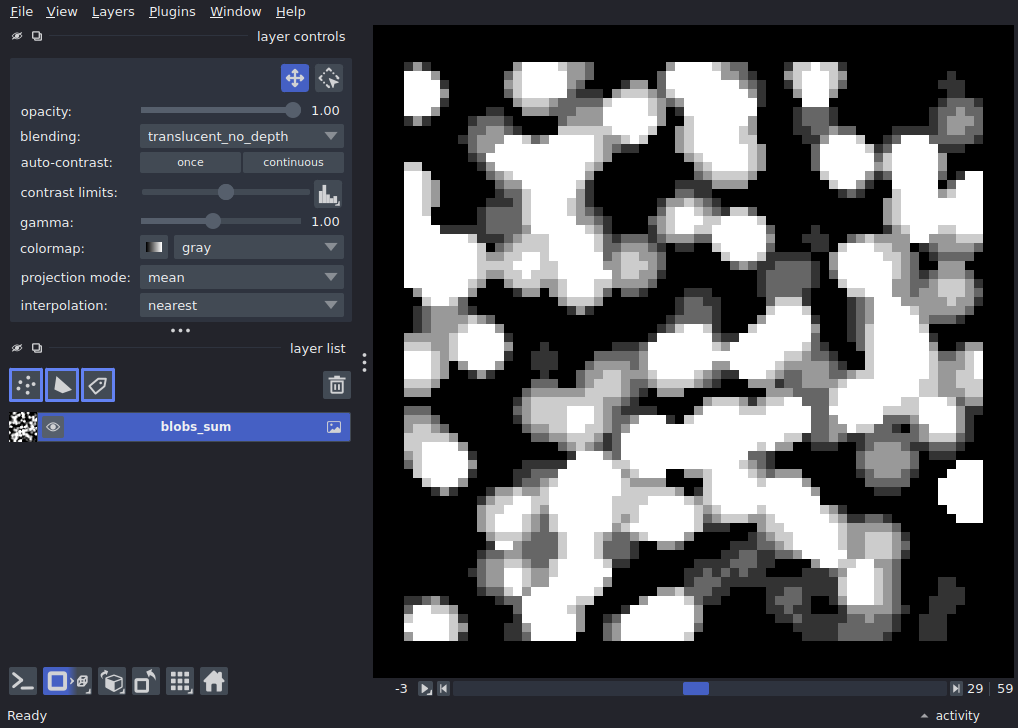 File View Layers Plugins Window Help
layer controls
opacity: 1.00
blending: translucent_no_depth
auto-contrast: once continuous
contrast limits:
gamma: 1.00
colormap: gray
projection mode: mean
interpolation: nearest
layer list
blobs_sum
-3 29 59
Ready activity